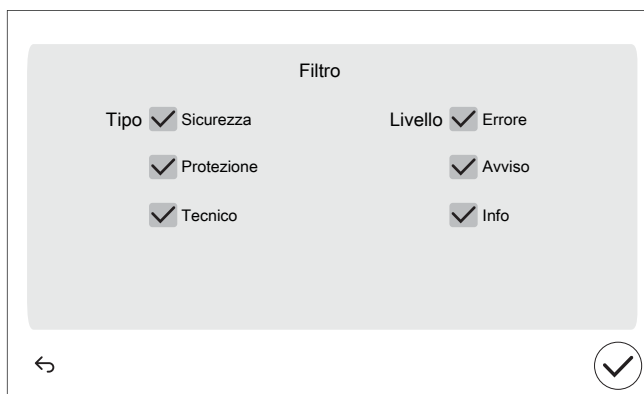 Filtro
Tipo Sicurezza Livello Errore
Protezione Avviso
Tecnico Info